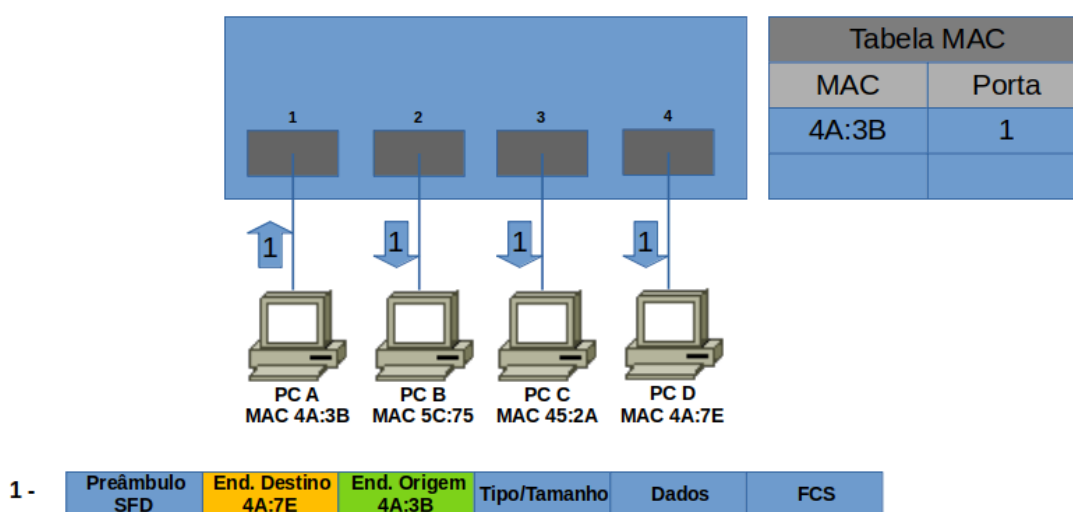 Tabela MAC
MAC Porta
4A:3B 1
1 2 3 4
1 1 1 1
PC A PC B PC C PC D
MAC 4A:3B MAC 5C:75 MAC 45:2A MAC 4A:7E
1 - Preâmbulo End. Destino End. Origem Tipo/Tamanho Dados FCS
SFD 4A:7E 4A:3B